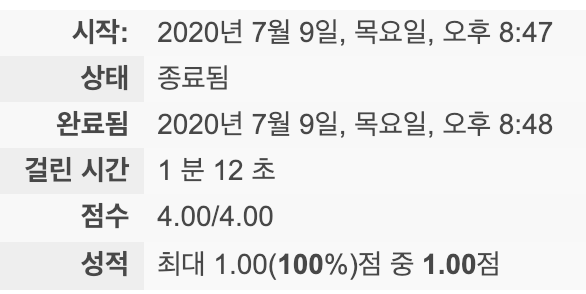 시작: 2020년 7월 9일, 목요일, 오후 8:47
상태 종료됨
완료됨 2020년 7월 9일, 목요일, 오후 8:48
걸린 시간 1 분 12 초
점수 4.00/4.00
성적 최대 1.00(100%)점 중 1.00점